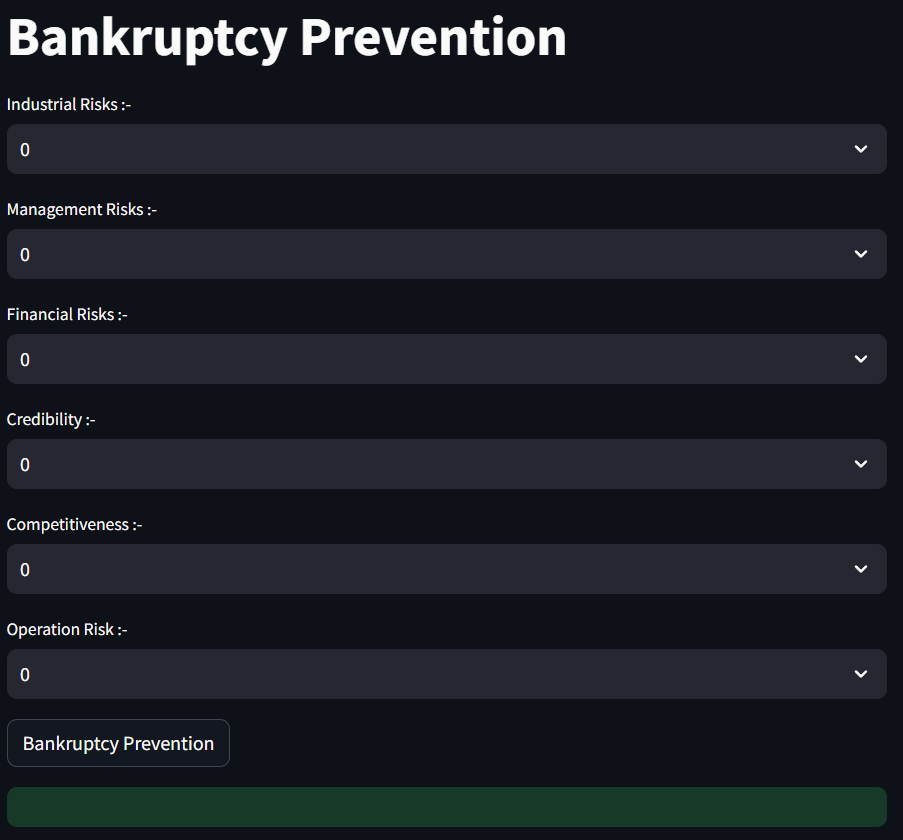 Bankruptcy Prevention
Industrial Risks :-
0
Management Risks :-
0
Financial Risks :-
0
Credibility :-
0
Competitiveness :-
0
Operation Risk :-
0
Bankruptcy Prevention